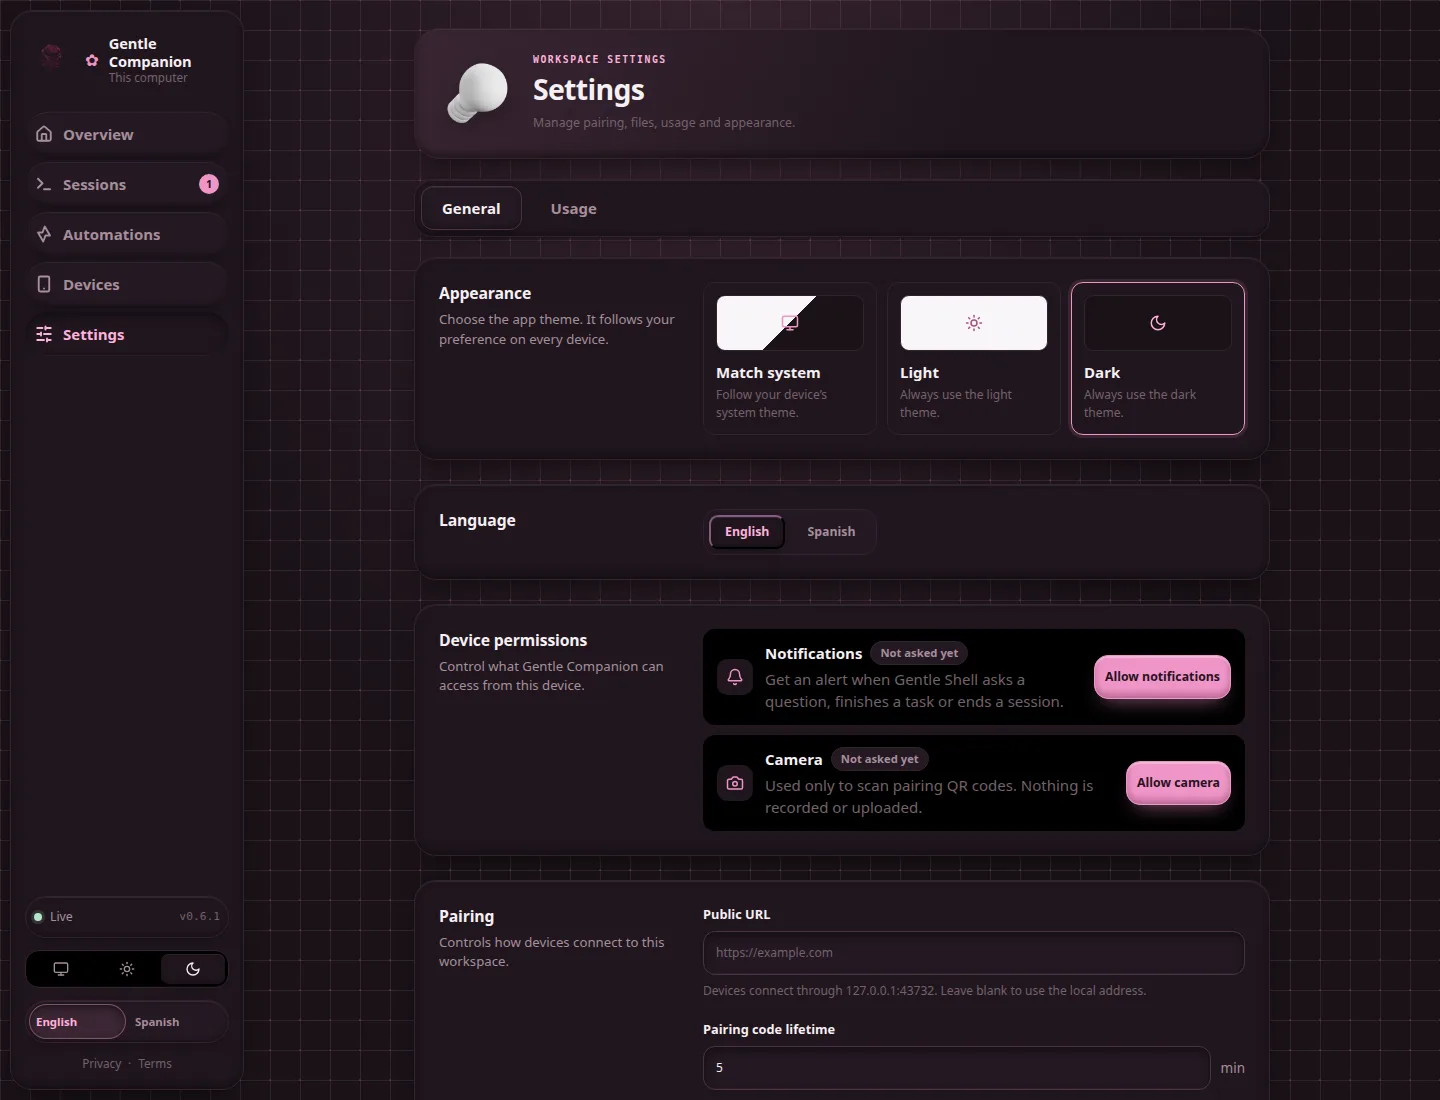 Gentle
Companion
This computer
Overview
Sessions
1
Automations
Devices
Settings
Live
v0.6.1
English
Spanish
Privacy · Terms
WORKSPACE SETTINGS
Settings
Manage pairing, files, usage and appearance.
General
Usage
Appearance
Choose the app theme. It follows your
preference on every device.
Match system
Follow your device's
system theme.
Light
Always use the light
theme.
Dark
Always use the dark
theme.
Language
English
Spanish
Device permissions
Control what Gentle Companion can
access from this device.
Notifications
Not asked yet
Get an alert when Gentle Shell asks a
question, finishes a task or ends a session.
Allow notifications
Camera
Not asked yet
Used only to scan pairing QR codes. Nothing is
recorded or uploaded.
Allow camera
Pairing
Controls how devices connect to this
workspace.
Public URL
https://example.com
Devices connect through 127.0.0.1:43732. Leave blank to use the local address.
Pairing code lifetime
5
min